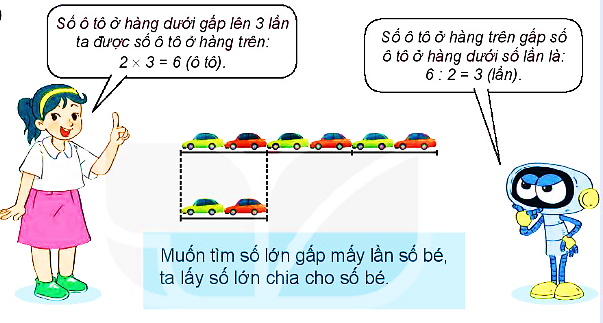 Số ô tô ở hàng dưới gấp lên 3 lần
ta được số ô tô ở hàng trên:
2 × 3 = 6 (ô tô).
Số ô tô ở hàng trên gấp số
ô tô ở hàng dưới số lần là:
6 : 2 = 3 (lần).
Muốn tìm số lớn gấp mấy lần số bé,
ta lấy số lớn chia cho số bé.